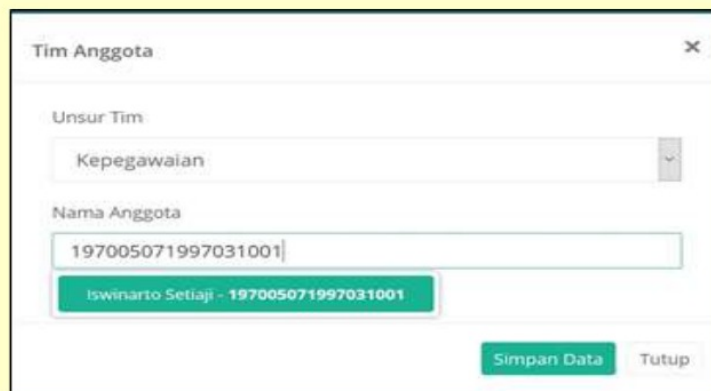 Tim Anggota ×
Unsur Tim
Kepegawaian
Nama Anggota
197005071997031001
Iswinarto Setiaji - 197005071997031001
Simpan Data Tutup